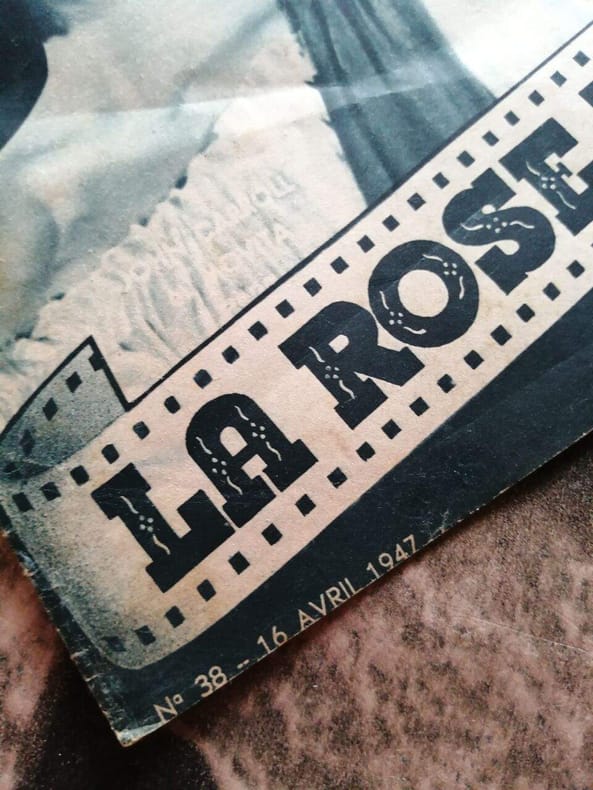 LA ROSE
Nº 38 - 16 AVRIL 1947